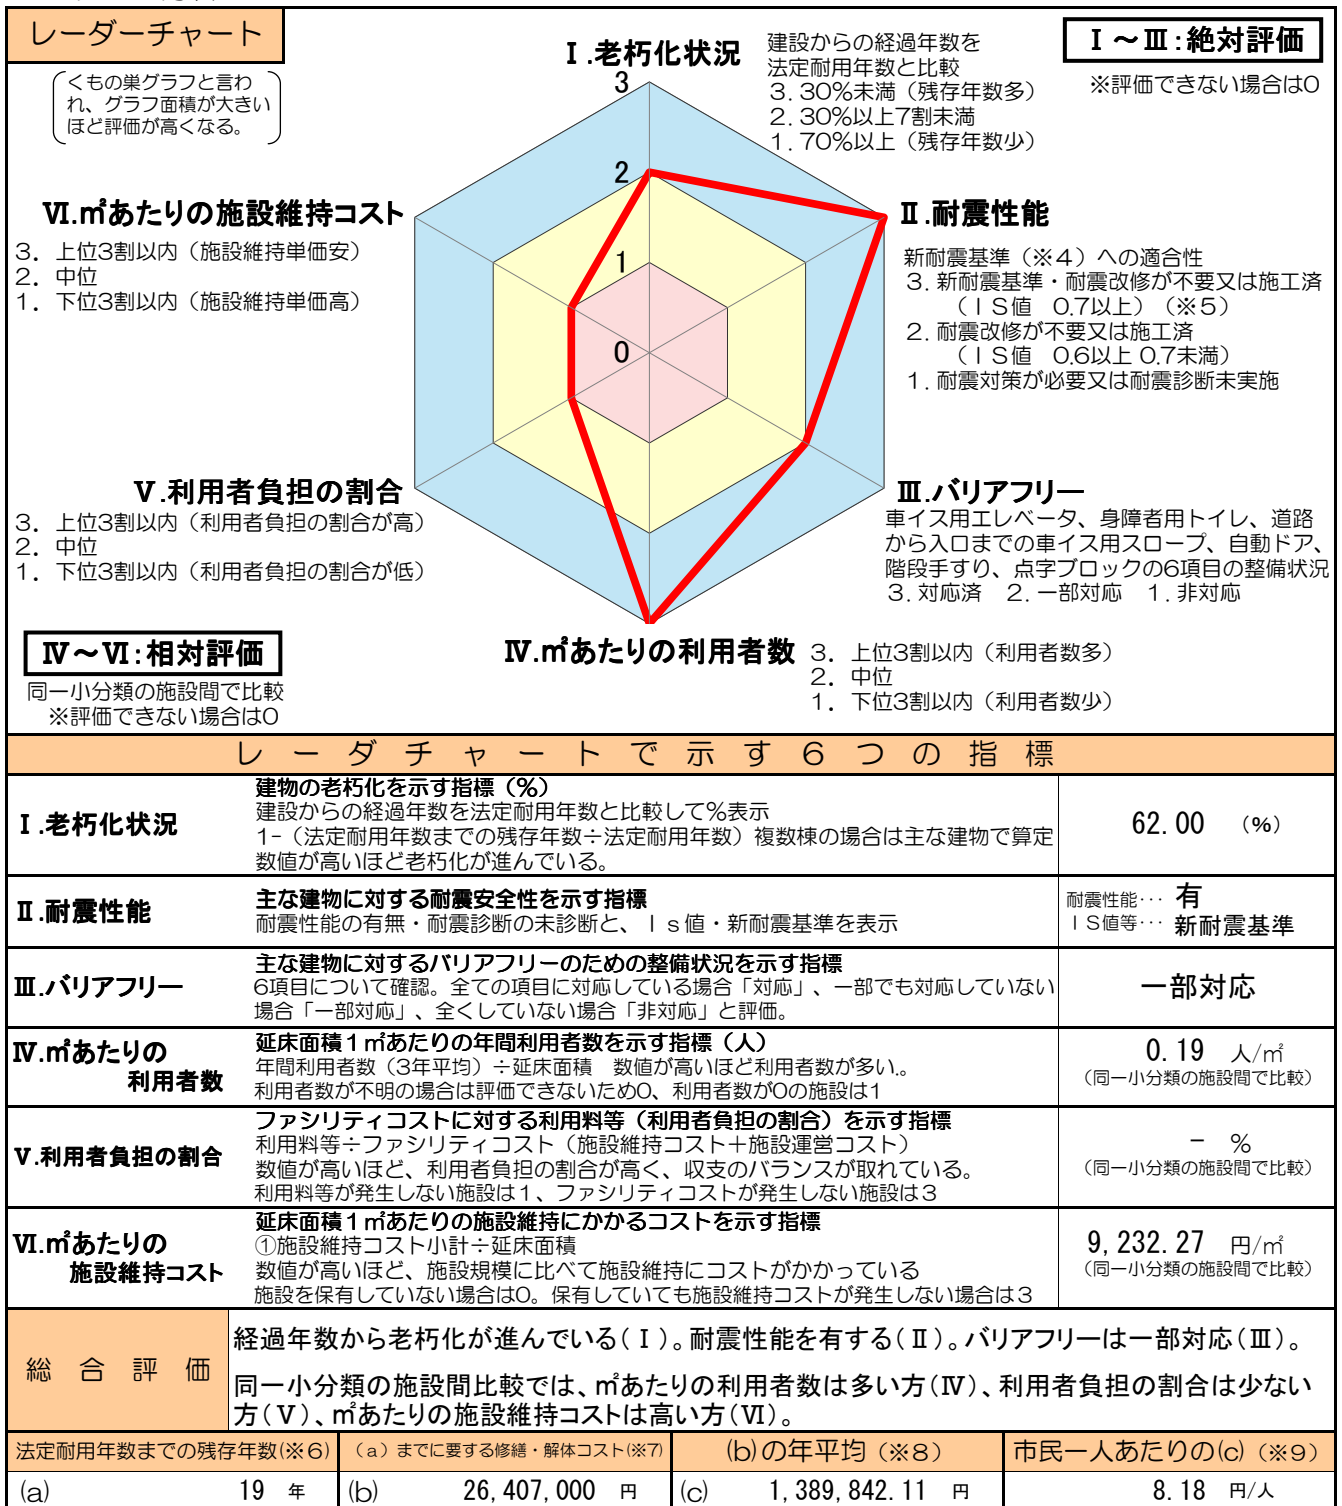 レーダーチャート
くもの巣グラフと言わ
れ、グラフ面積が大きい
ほど評価が高くなる。
Ⅰ.老朽化状況
建設からの経過年数を
法定耐用年数と比較
3. 30%未満（残存年数多）
2. 30%以上7割未満
1. 70%以上（残存年数少）
Ⅰ～Ⅲ:絶対評価
※評価できない場合は0
3
2
1
0
Ⅵ.㎡あたりの施設維持コスト
3. 上位3割以内（施設維持単価安）
2. 中位
1. 下位3割以内（施設維持単価高）
Ⅱ.耐震性能
新耐震基準（※4）への適合性
3. 新耐震基準・耐震改修が不要又は施工済
（ＩＳ値 0.7以上）（※5）
2. 耐震改修が不要又は施工済
（ＩＳ値 0.6以上 0.7未満）
1. 耐震対策が必要又は耐震診断未実施
Ⅴ.利用者負担の割合
3. 上位3割以内（利用者負担の割合が高）
2. 中位
1. 下位3割以内（利用者負担の割合が低）
Ⅲ.バリアフリー
車イス用エレベータ、身障者用トイレ、道路
から入口までの車イス用スロープ、自動ドア、
階段手すり、点字ブロックの6項目の整備状況
3. 対応済 2. 一部対応 1. 非対応
Ⅳ～Ⅵ:相対評価
同一小分類の施設間で比較
※評価できない場合は0
Ⅳ.㎡あたりの利用者数
3. 上位3割以内（利用者数多）
2. 中位
1. 下位3割以内（利用者数少）
レーダチャートで示す６つの指標
Ⅰ.老朽化状況
建物の老朽化を示す指標（%）
建設からの経過年数を法定耐用年数と比較して%表示
1-（法定耐用年数までの残存年数÷法定耐用年数）複数棟の場合は主な建物で算定
数値が高いほど老朽化が進んでいる。
62.00 （%）
Ⅱ.耐震性能
主な建物に対する耐震安全性を示す指標
耐震性能の有無・耐震診断の未診断と、Ｉｓ値・新耐震基準を表示
耐震性能… 有
ＩＳ値等… 新耐震基準
Ⅲ.バリアフリー
主な建物に対するバリアフリーのための整備状況を示す指標
6項目について確認。全ての項目に対応している場合「対応」、一部でも対応していない
場合「一部対応」、全くしていない場合「非対応」と評価。
一部対応
Ⅳ.㎡あたりの
利用者数
延床面積１㎡あたりの年間利用者数を示す指標（人）
年間利用者数（3年平均）÷延床面積 数値が高いほど利用者数が多い。
利用者数が不明の場合は評価できないため0、利用者数が0の施設は1
0.19 人/㎡
（同一小分類の施設間で比較）
Ⅴ.利用者負担の割合
ファシリティコストに対する利用料等（利用者負担の割合）を示す指標
利用料等÷ファシリティコスト（施設維持コスト＋施設運営コスト）
数値が高いほど、利用者負担の割合が高く、収支のバランスが取れている。
利用料等が発生しない施設は１、ファシリティコストが発生しない施設は３
- %
（同一小分類の施設間で比較）
Ⅵ.㎡あたりの
施設維持コスト
延床面積１㎡あたりの施設維持にかかるコストを示す指標
①施設維持コスト小計÷延床面積
数値が高いほど、施設規模に比べて施設維持にコストがかかっている
施設を保有していない場合は0。保有していても施設維持コストが発生しない場合は３
9,232.27 円/㎡
（同一小分類の施設間で比較）
総合評価
経過年数から老朽化が進んでいる(Ⅰ)。耐震性能を有する(Ⅱ)。バリアフリーは一部対応(Ⅲ)。
同一小分類の施設間比較では、㎡あたりの利用者数は多い方(Ⅳ)、利用者負担の割合は少ない
方(Ⅴ)、㎡あたりの施設維持コストは高い方(Ⅵ)。
法定耐用年数までの残存年数(※6)
（a）までに要する修繕・解体コスト(※7)
(b)の年平均（※8）
市民一人あたりの(c)（※9）
(a) 19 年
(b) 26,407,000 円
(c) 1,389,842.11 円
8.18 円/人